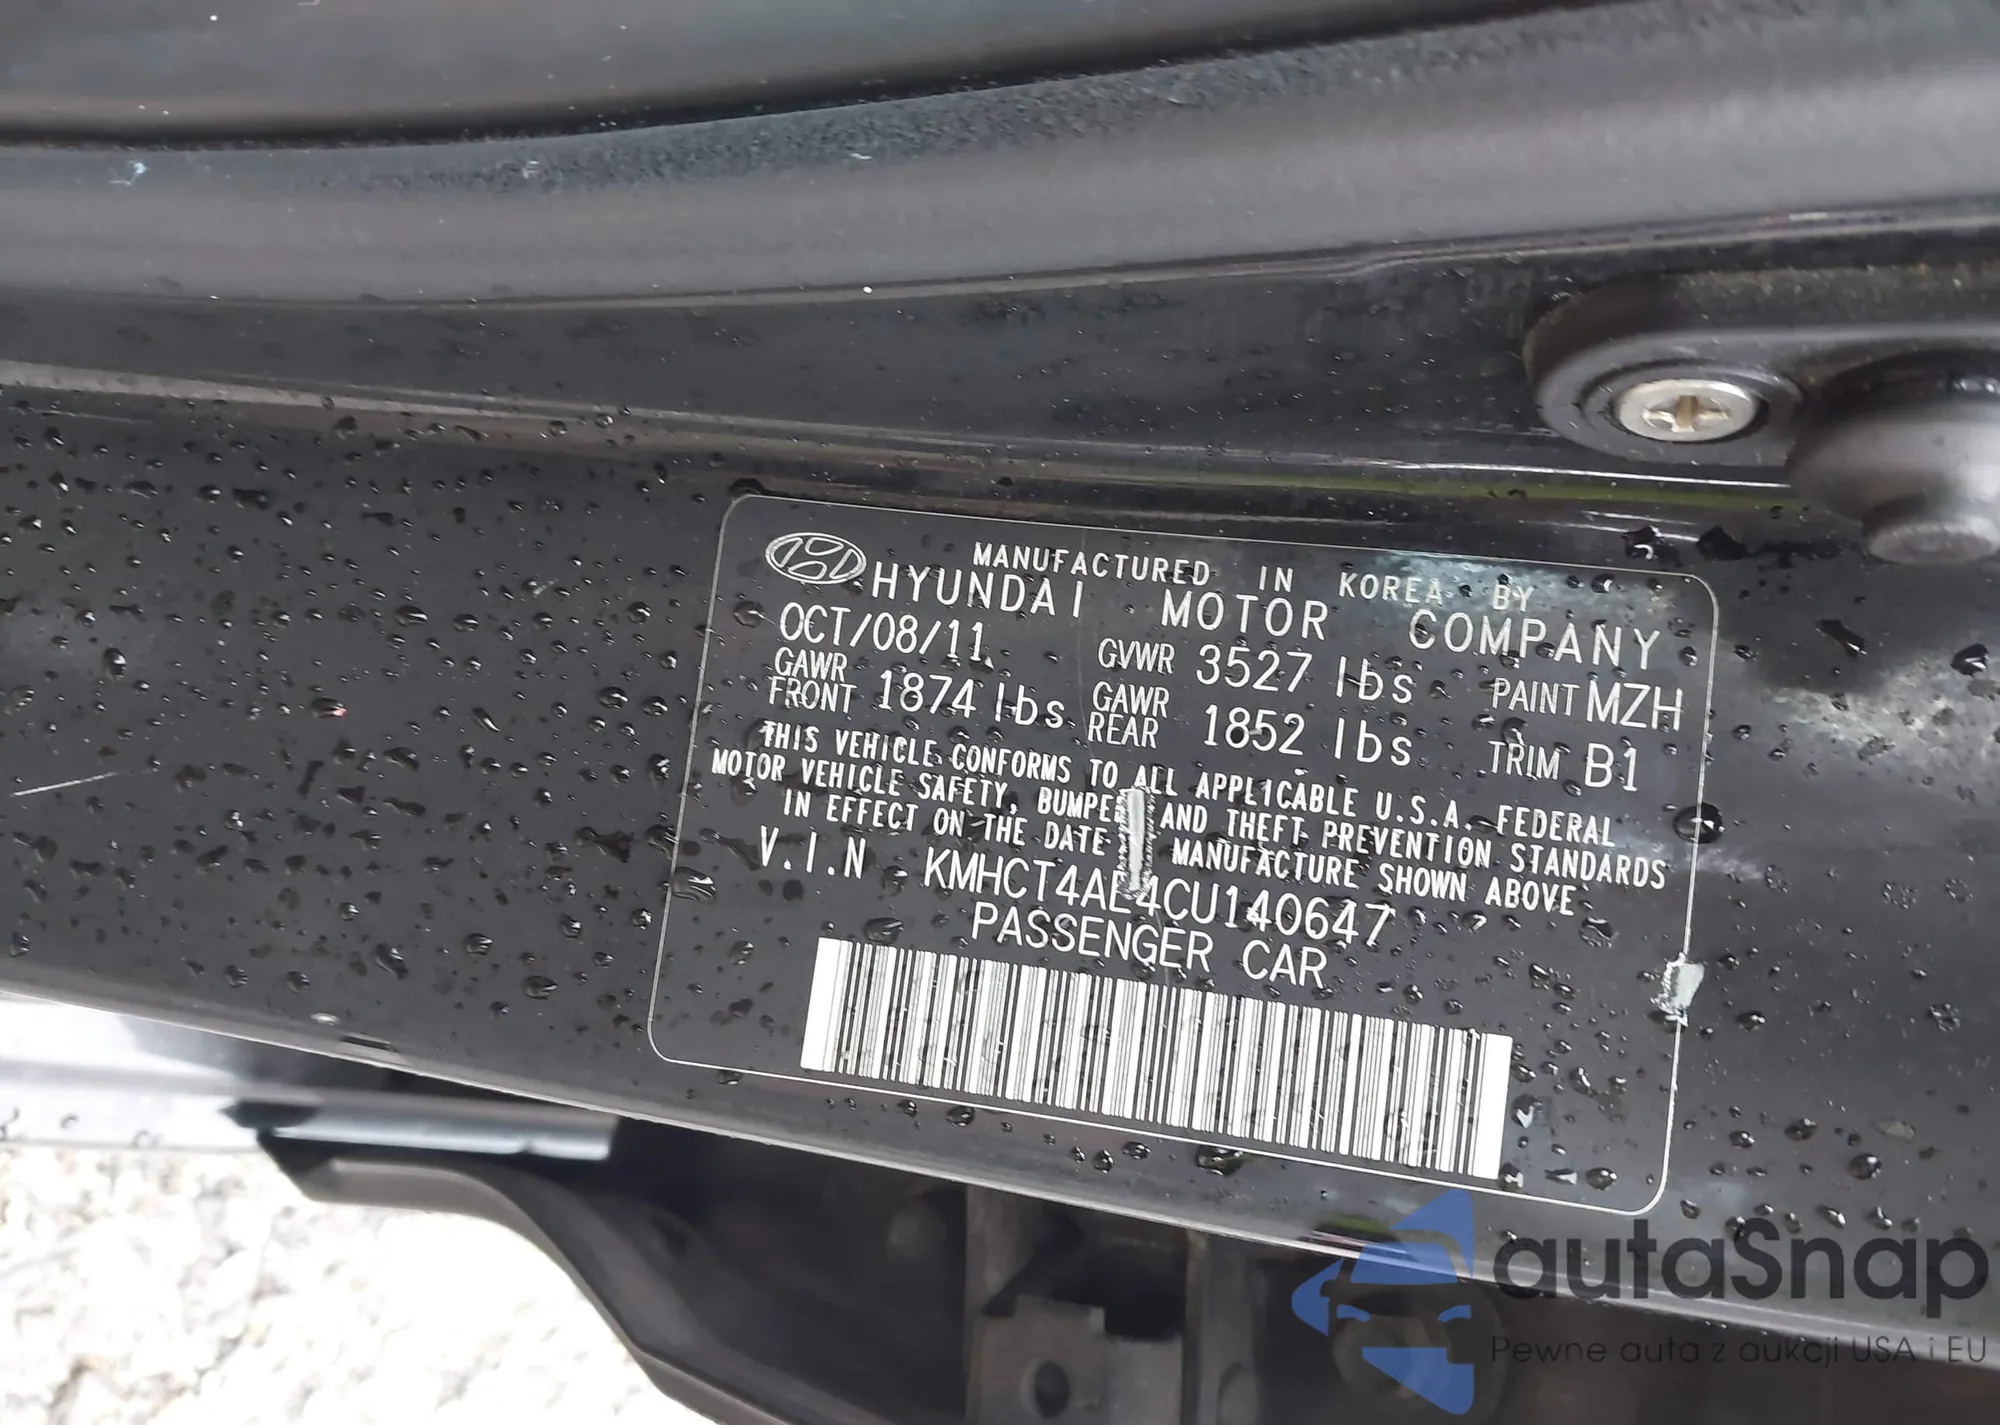 MANUFACTURED IN KOREA BY
HYUNDAI MOTOR COMPANY
OCT/08/11 GVWR 3527 lbs PAINT MZH
GAWR FRONT 1874 lbs GAWR REAR 1852 lbs TRIM B1
THIS VEHICLE CONFORMS TO ALL APPLICABLE U.S.A. FEDERAL
MOTOR VEHICLE SAFETY, BUMPER AND THEFT PREVENTION STANDARDS
IN EFFECT ON THE DATE MANUFACTURE SHOWN ABOVE
V.I.N KMHCT4AE4CU140647
PASSENGER CAR
autaSnap
Pewne auta z aukcji USA i EU